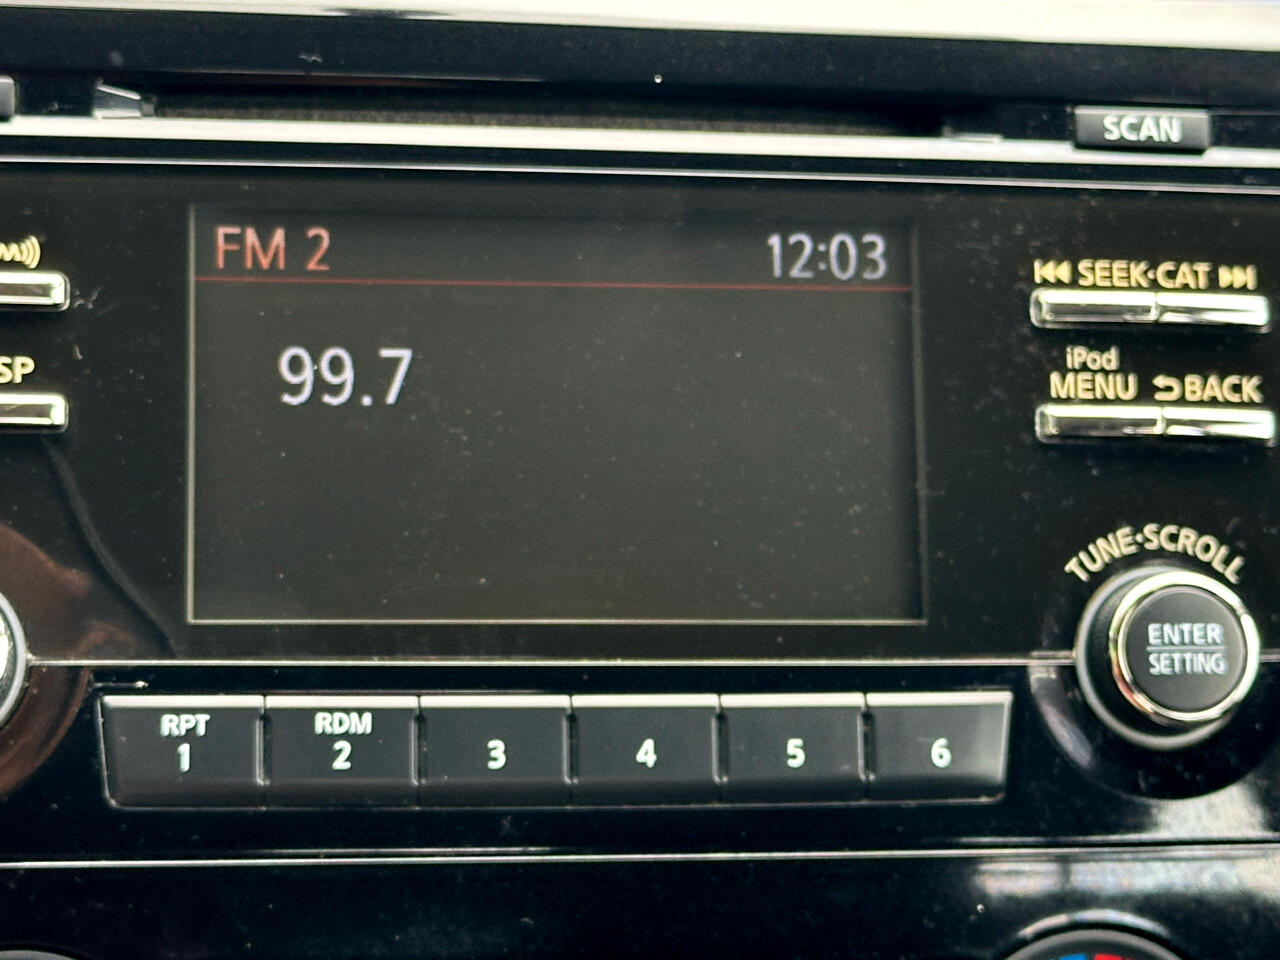 SCAN
FM 2 12:03
SEEK·CAT
99.7
iPod
MENU BACK
SP
TUNE·SCROLL
ENTER
SETTING
RPT RDM
1 2 3 4 5 6